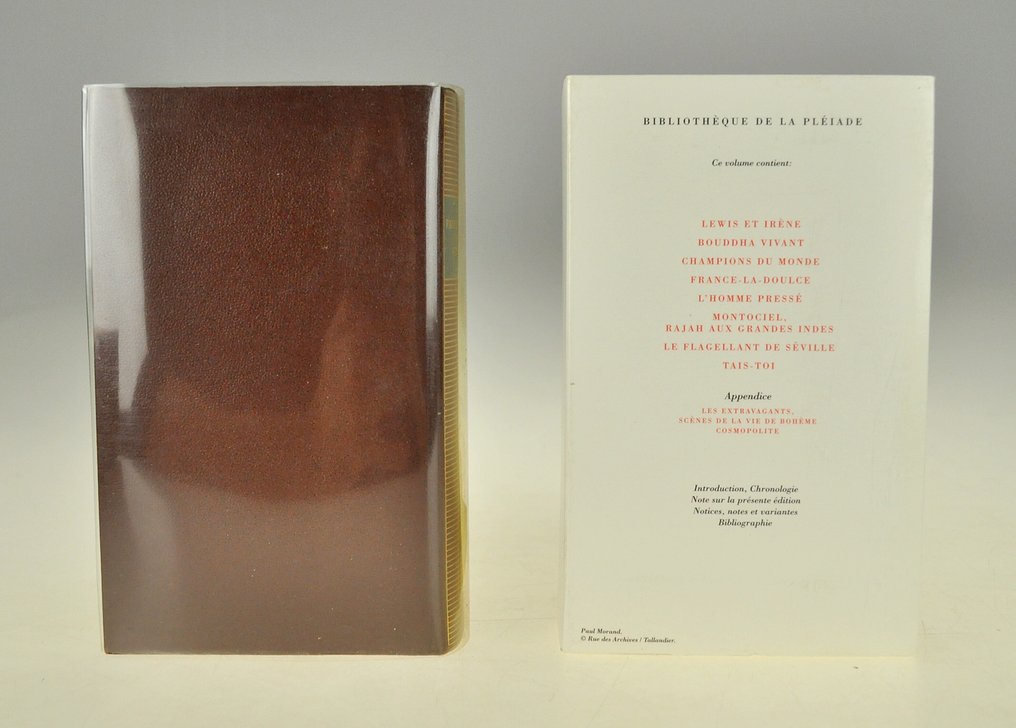 BIBLIOTHÈQUE DE LA PLÉIADE
Ce volume contient:
LEWIS ET IRÈNE
BOUDDHA VIVANT
CHAMPIONS DU MONDE
FRANCE-LA-DOULCE
L'HOMME PRESSÉ
MONTOCIEL,
RAJAH AUX GRANDES INDES
LE FLAGELLANT DE SÉVILLE
TAIS-TOI
Appendice
LES EXTRAVAGANTS,
SCÈNES DE LA VIE DE BOHÈME
COSMOPOLITE
Introduction, Chronologie
Note sur la présente édition
Notices, notes et variantes
Bibliographie
Paul Morand.
© Rue des Archives / Tallandier.